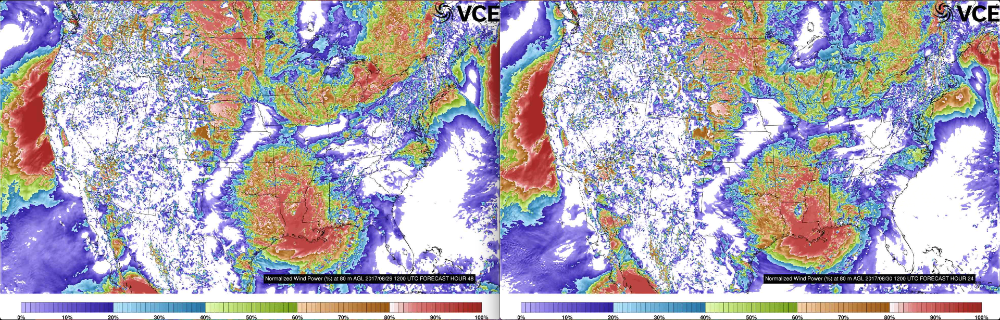 VCE
VCE
Normalized Wind Power (%) at 80 m AGL 2017/08/29 1200 UTC FORECAST HOUR 48
Normalized Wind Power (%) at 80 m AGL 2017/08/30 1200 UTC FORECAST HOUR 24
0% 10% 20% 30% 40% 50% 60% 70% 80% 90% 100%
0% 10% 20% 30% 40% 50% 60% 70% 80% 90% 100%